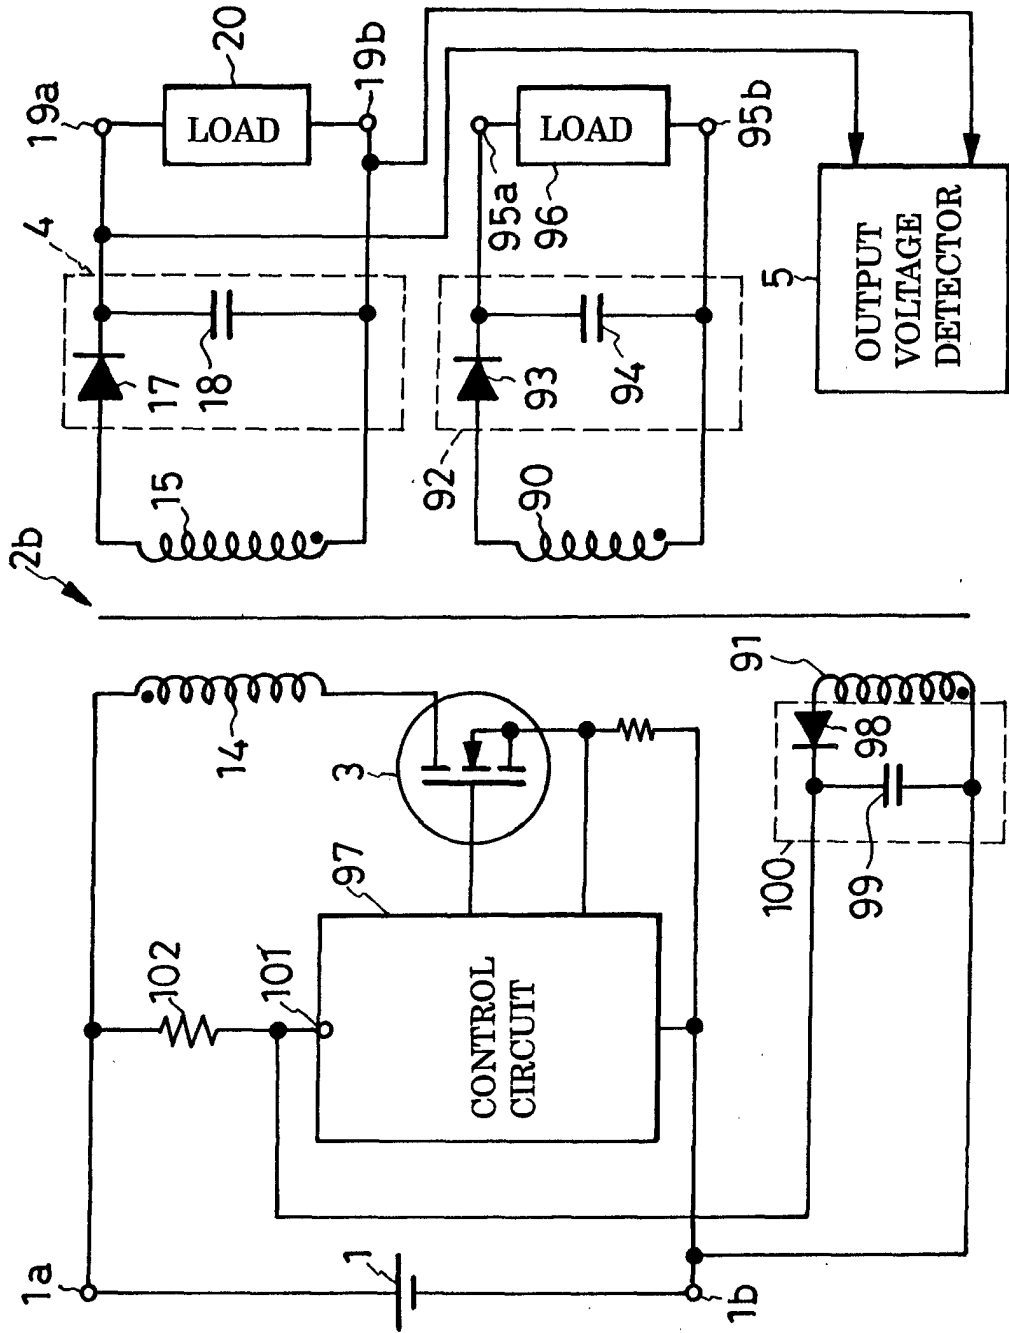 2b
1a
1
1b
102
101
97
CONTROL
CIRCUIT
3
14
100
99
98
91
15
4
17
18
19a
20
LOAD
19b
90
92
93
94
95a
96
LOAD
95b
5
OUTPUT
VOLTAGE
DETECTOR